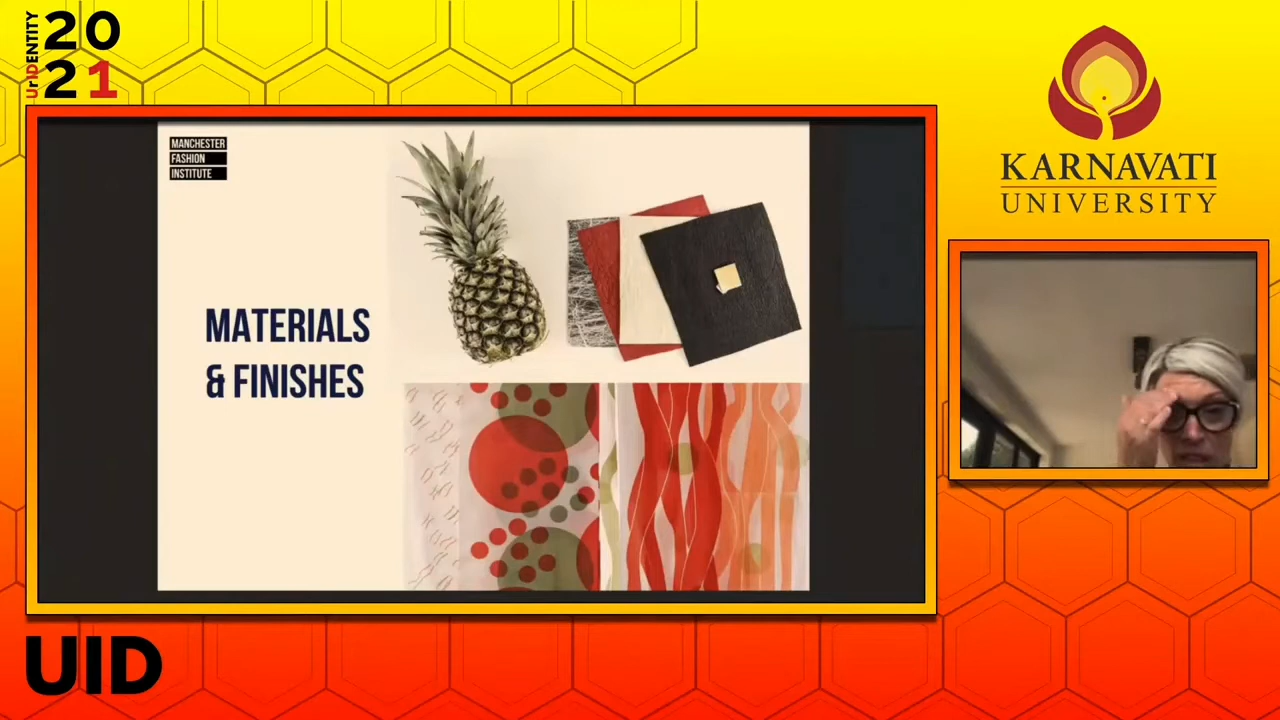 UrIDENTITY
20
21
MANCHESTER
FASHION
INSTITUTE
MATERIALS
& FINISHES
KARNAVATI
UNIVERSITY
UID